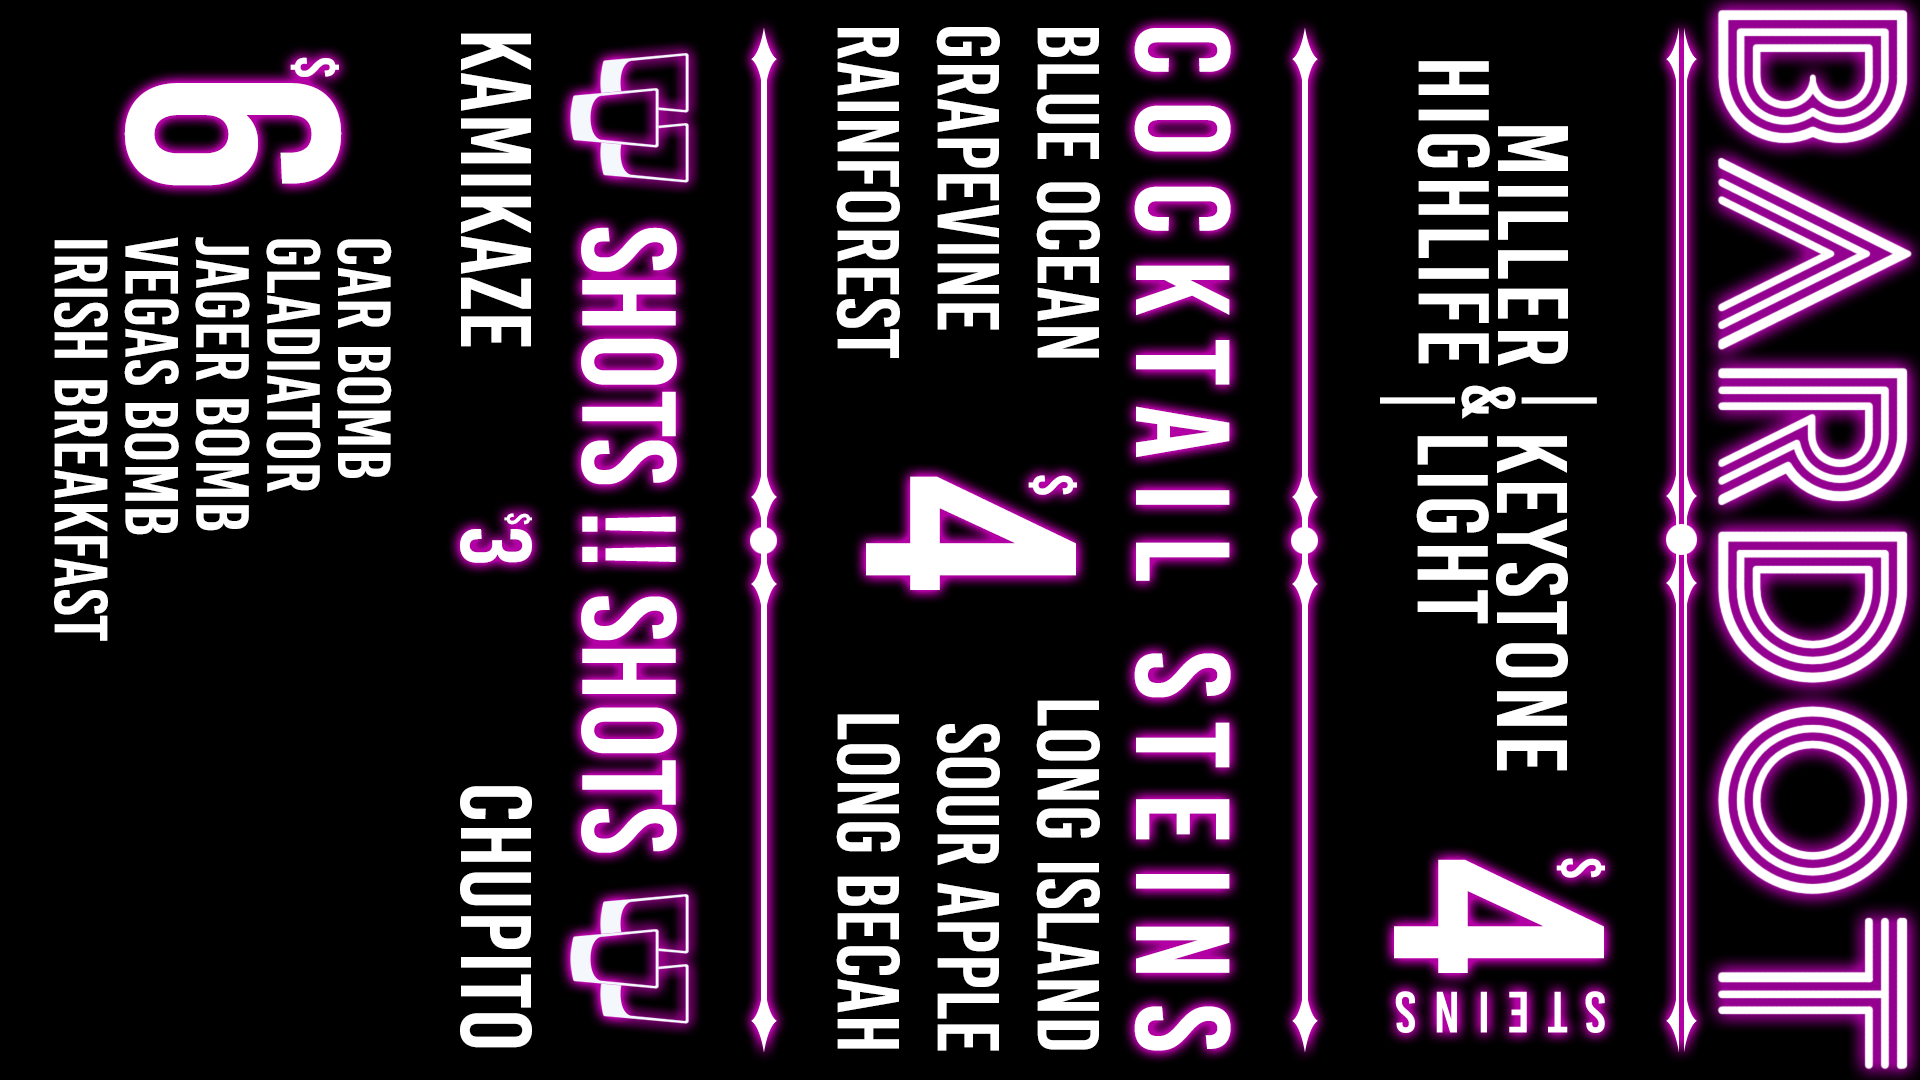 BARDOT
MILLER | KEYSTONE
&
HIGHLIFE | LIGHT
$4
STEINS
COCKTAIL STEINS
BLUE OCEAN
LONG ISLAND
GRAPEVINE
SOUR APPLE
RAINFOREST
LONG BECAH
$4
SHOTS !! SHOTS
KAMIKAZE $3 CHUPITO
$6
CAR BOMB
GLADIATOR
JAGER BOMB
VEGAS BOMB
IRISH BREAKFAST